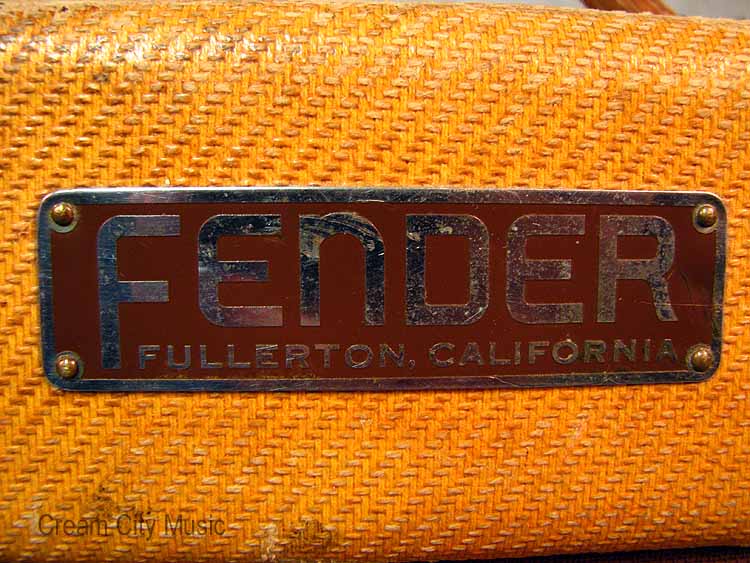 FEnDER
FULLERTON, CALIFORNIA
Cream City Music